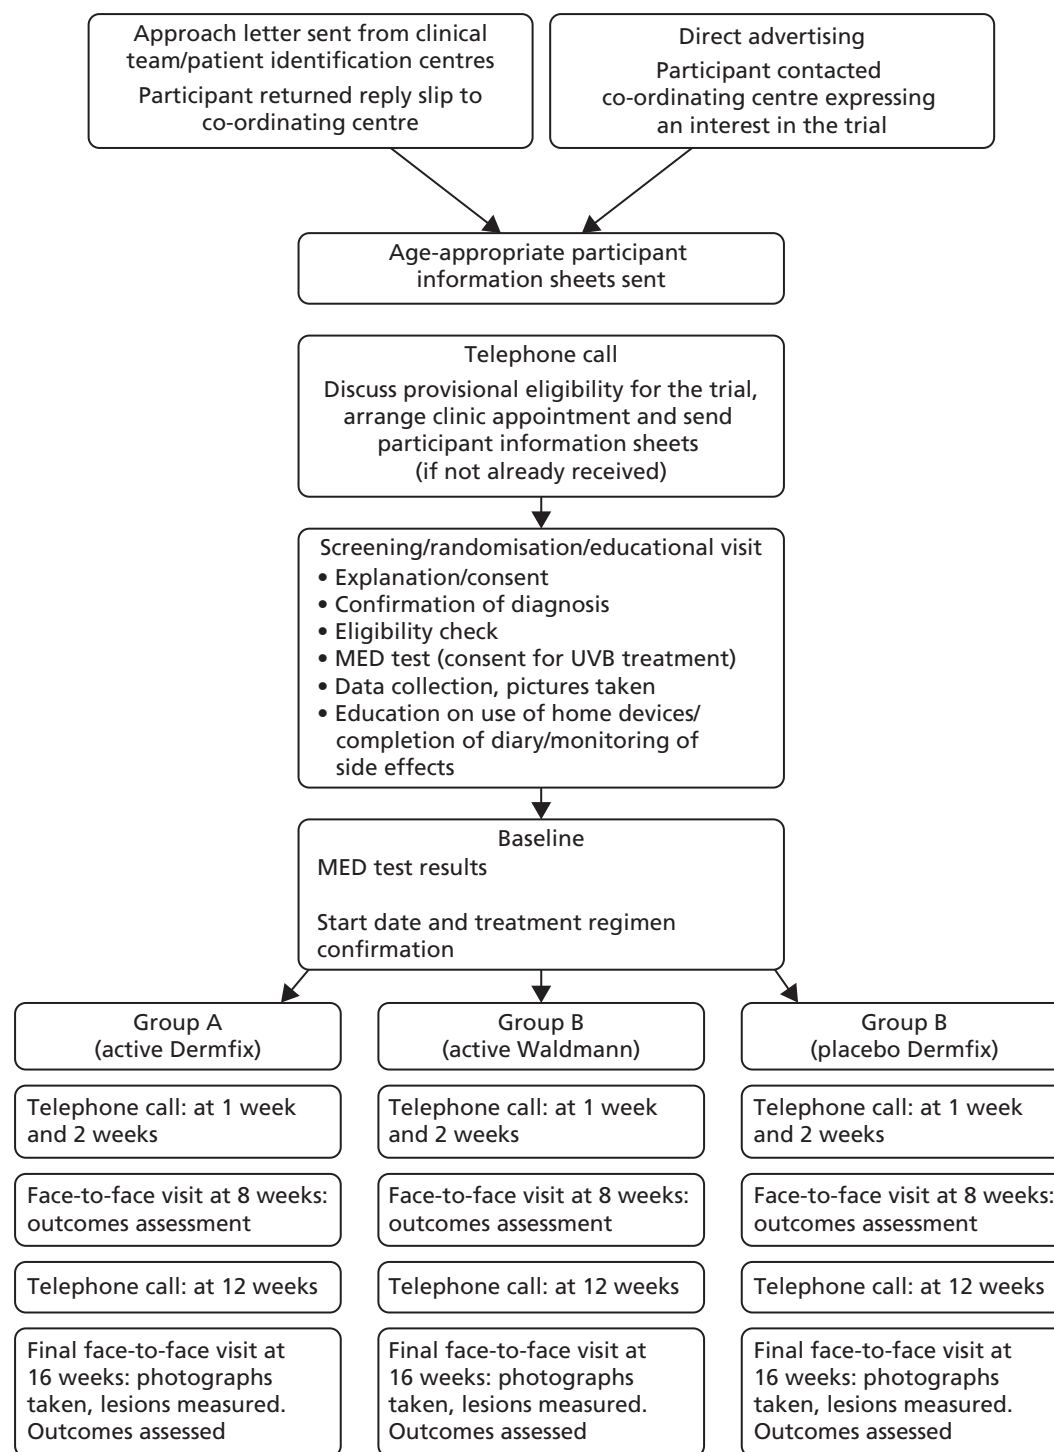 Approach letter sent from clinical
team/patient identification centres
Participant returned reply slip to
co-ordinating centre
Direct advertising
Participant contacted
co-ordinating centre expressing
an interest in the trial
Age-appropriate participant
information sheets sent
Telephone call
Discuss provisional eligibility for the trial,
arrange clinic appointment and send
participant information sheets
(if not already received)
Screening/randomisation/educational visit
• Explanation/consent
• Confirmation of diagnosis
• Eligibility check
• MED test (consent for UVB treatment)
• Data collection, pictures taken
• Education on use of home devices/
completion of diary/monitoring of
side effects
Baseline
MED test results
Start date and treatment regimen
confirmation
Group A
(active Dermfix)
Group B
(active Waldmann)
Group B
(placebo Dermfix)
Telephone call: at 1 week
and 2 weeks
Telephone call: at 1 week
and 2 weeks
Telephone call: at 1 week
and 2 weeks
Face-to-face visit at 8 weeks:
outcomes assessment
Face-to-face visit at 8 weeks:
outcomes assessment
Face-to-face visit at 8 weeks:
outcomes assessment
Telephone call: at 12 weeks
Telephone call: at 12 weeks
Telephone call: at 12 weeks
Final face-to-face visit at
16 weeks: photographs
taken, lesions measured.
Outcomes assessed
Final face-to-face visit at
16 weeks: photographs
taken, lesions measured.
Outcomes assessed
Final face-to-face visit at
16 weeks: photographs
taken, lesions measured.
Outcomes assessed